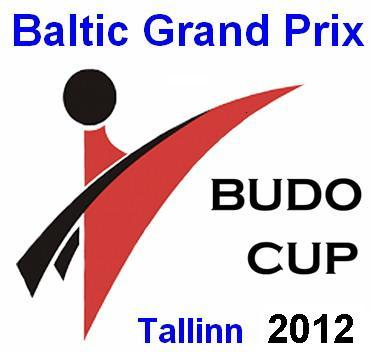 Baltic Grand Prix
BUDO
CUP
Tallinn 2012